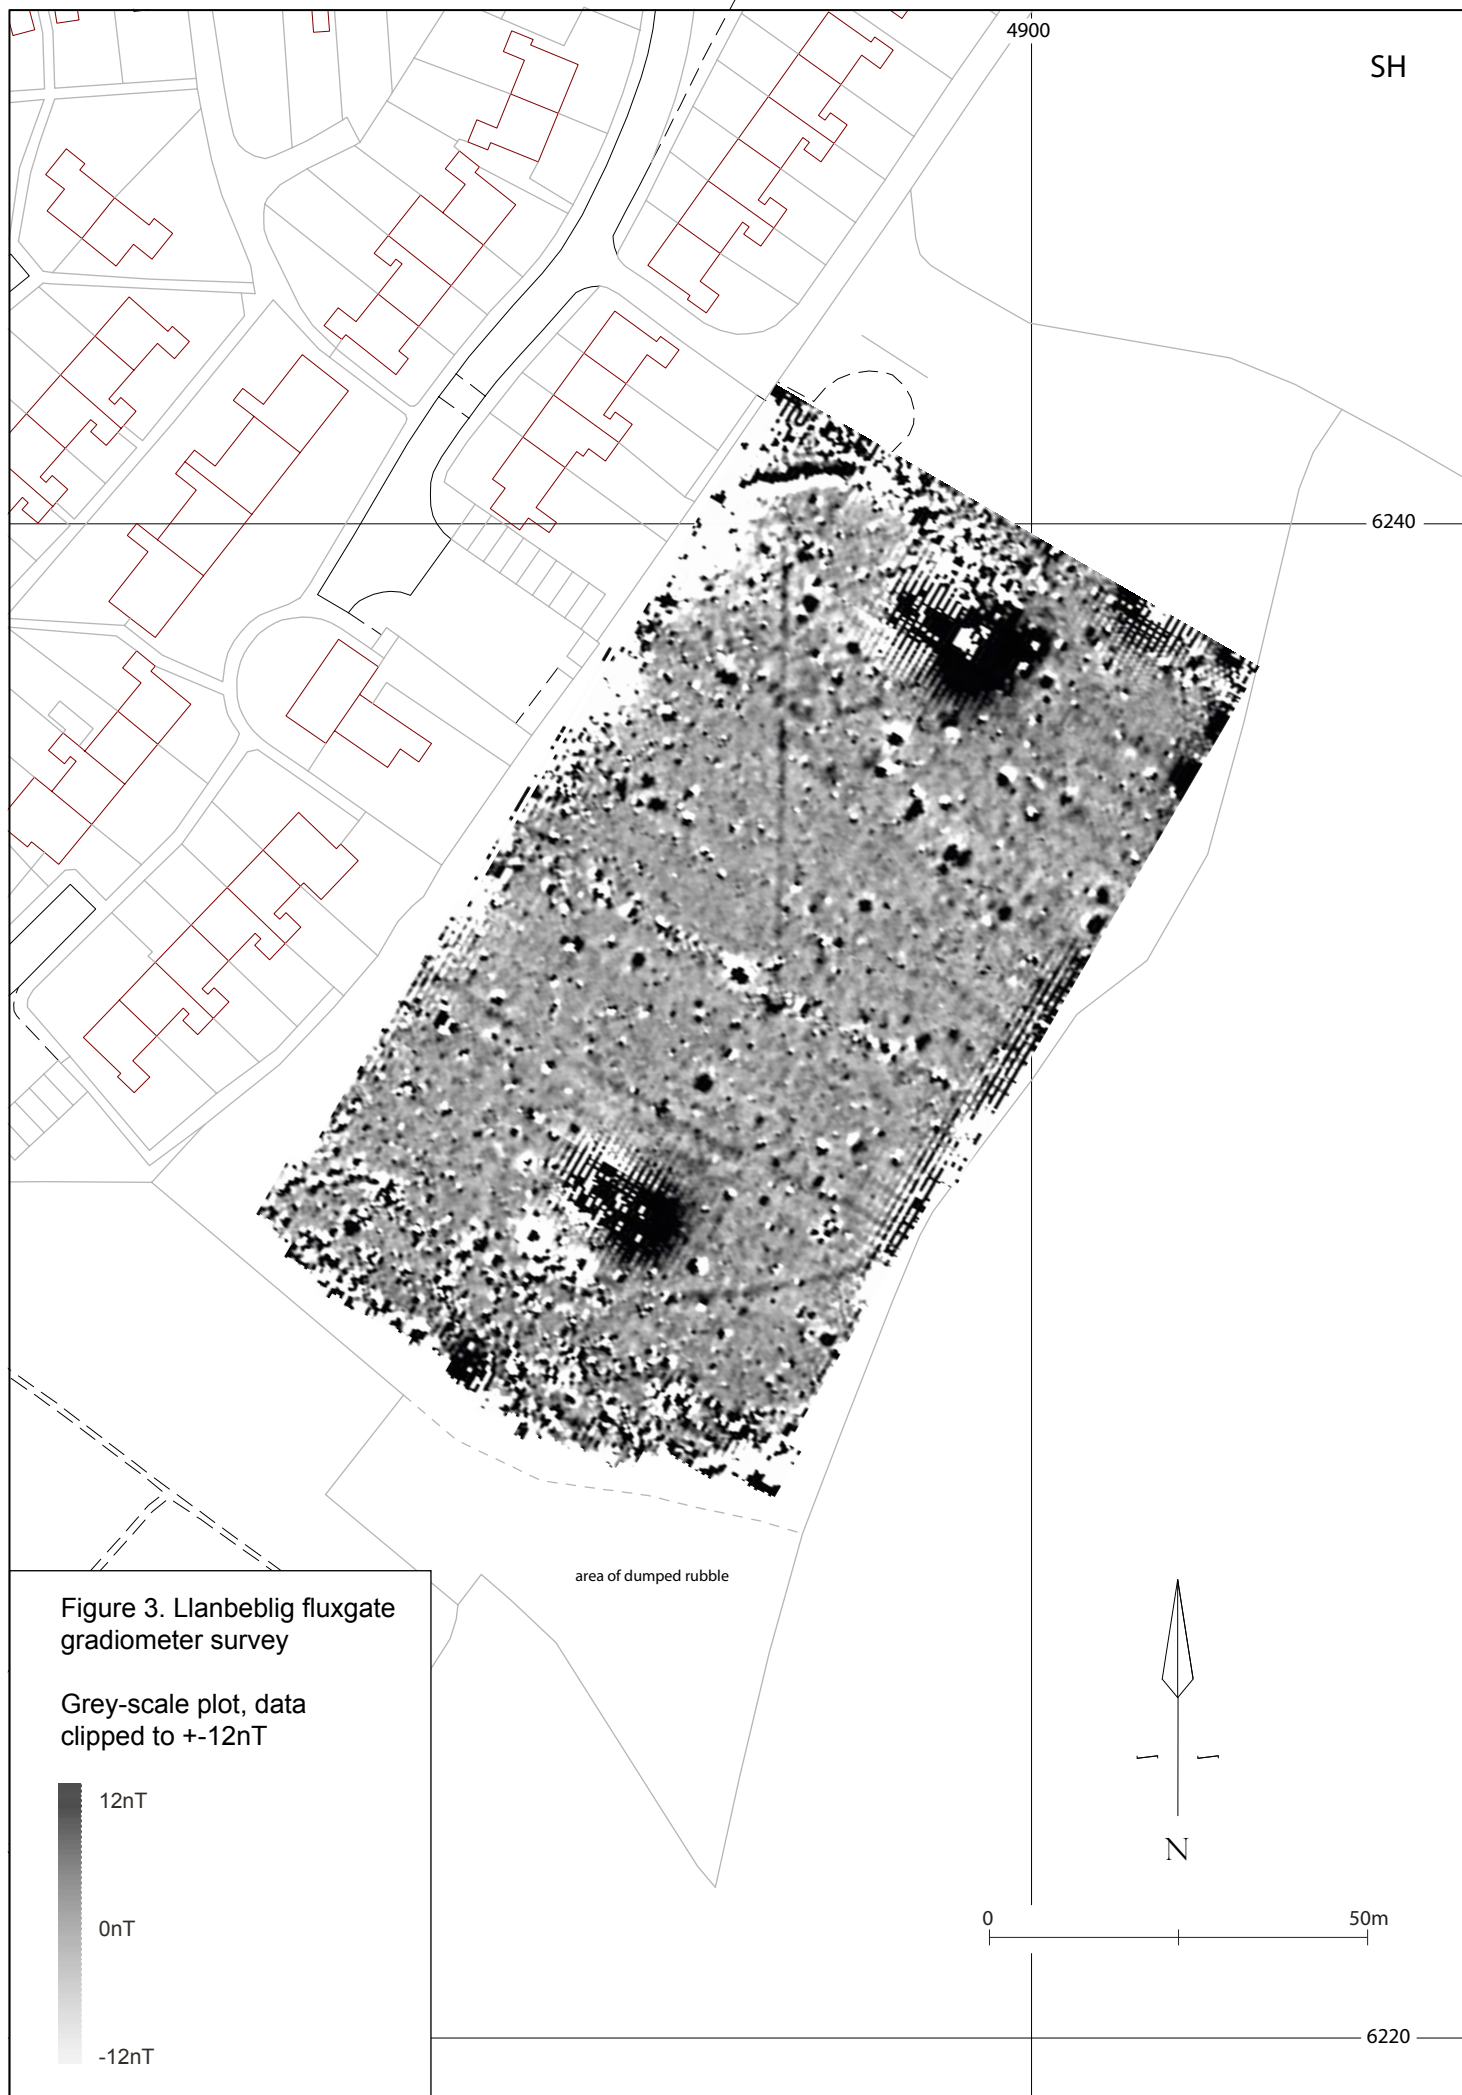 4900
SH
6240
area of dumped rubble
Figure 3. Llanbeblig fluxgate
gradiometer survey
Grey-scale plot, data
clipped to +-12nT
12nT
0nT
-12nT
N
0
50m
6220